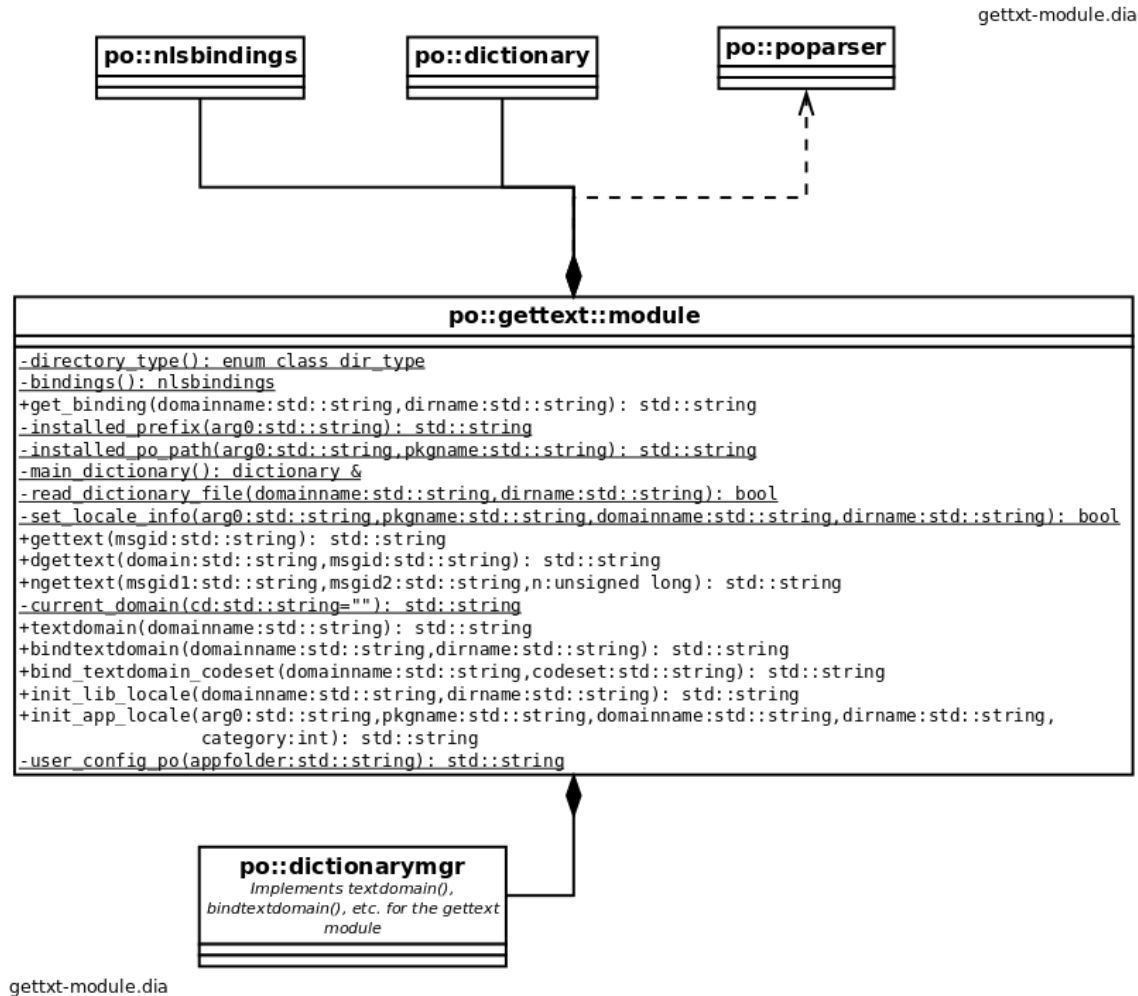 gettxt-module.dia
po::nlsbindings
po::dictionary
po::poparser
po::gettext::module
-directory_type(): enum class dir_type
-bindings(): nlsbindings
+get_binding(domainname:std::string,dirname:std::string): std::string
-installed_prefix(arg0:std::string): std::string
-installed_po_path(arg0:std::string,pkgname:std::string): std::string
-main_dictionary(): dictionary &
-read_dictionary_file(domainname:std::string,dirname:std::string): bool
-set_locale_info(arg0:std::string,pkgname:std::string,domainname:std::string,dirname:std::string): bool
+gettext(msgid:std::string): std::string
+dgettext(domain:std::string,msgid:std::string): std::string
+ngettext(msgid1:std::string,msgid2:std::string,n:unsigned long): std::string
-current_domain(cd:std::string=""): std::string
+textdomain(domainname:std::string): std::string
+bindtextdomain(domainname:std::string,dirname:std::string): std::string
+bind_textdomain_codeset(domainname:std::string,codeset:std::string): std::string
+init_lib_locale(domainname:std::string,dirname:std::string): std::string
+init_app_locale(arg0:std::string,pkgname:std::string,domainname:std::string,dirname:std::string,
category:int): std::string
-user_config_po(appfolder:std::string): std::string
po::dictionarymgr
Implements textdomain(),
bindtextdomain(), etc. for the gettext
module
gettxt-module.dia